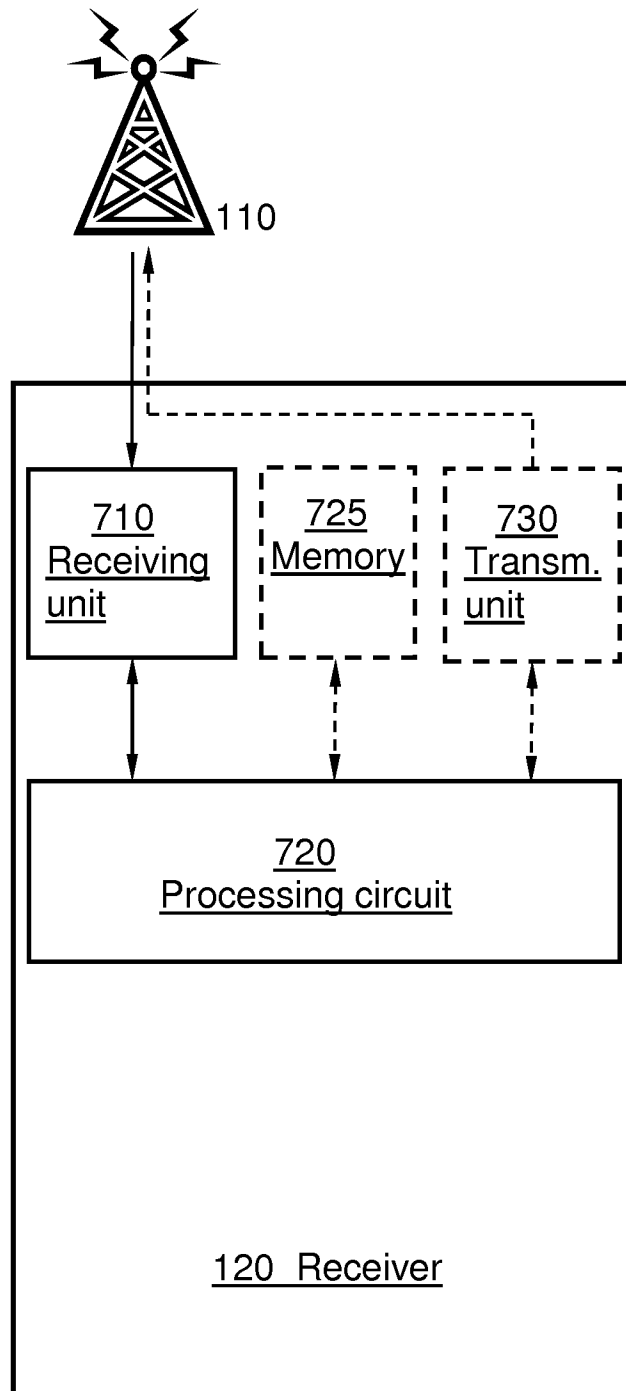 110
710
Receiving
unit
725
Memory
730
Transm.
unit
720
Processing circuit
120 Receiver